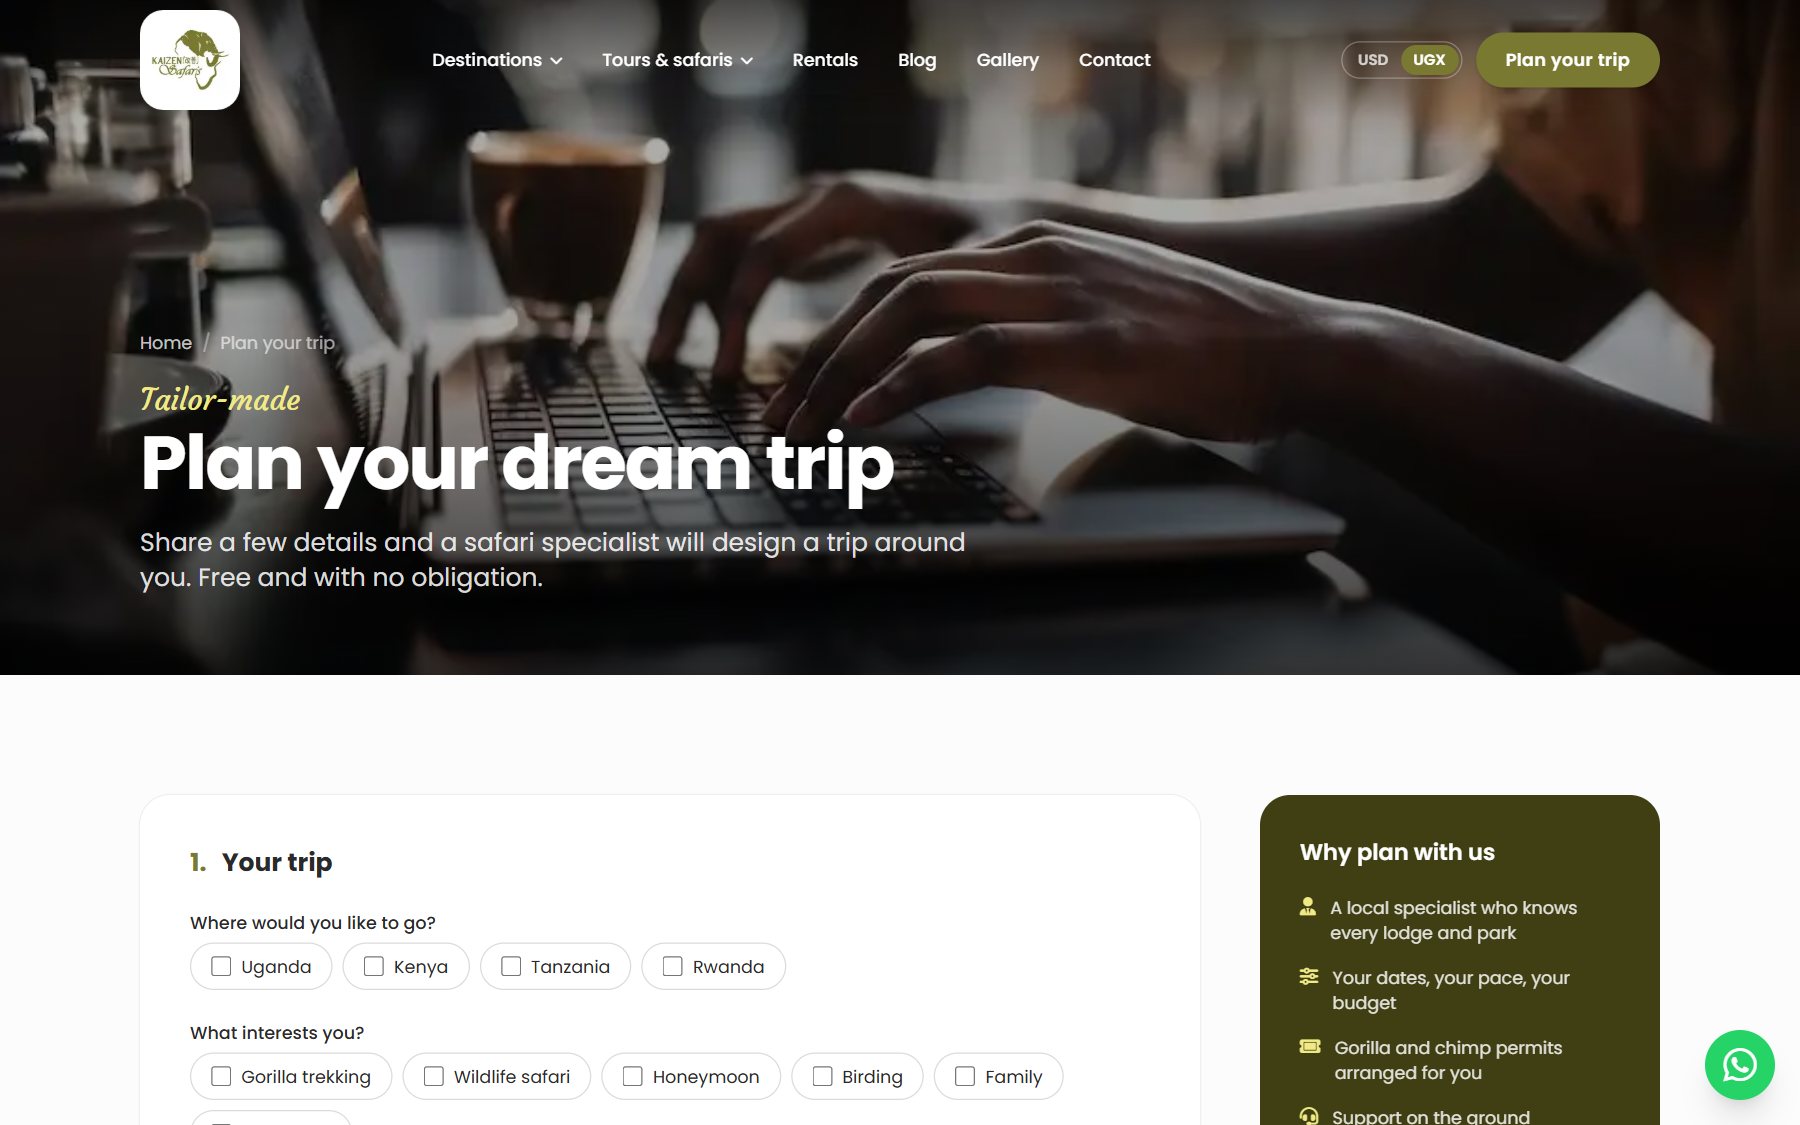 KAIZEN
Safari's
Destinations
Tours & safaris
Rentals
Blog
Gallery
Contact
USD
UGX
Plan your trip
Home / Plan your trip
Tailor-made
Plan your dream trip
Share a few details and a safari specialist will design a trip around
you. Free and with no obligation.
1. Your trip
Where would you like to go?
Uganda
Kenya
Tanzania
Rwanda
What interests you?
Gorilla trekking
Wildlife safari
Honeymoon
Birding
Family
Why plan with us
A local specialist who knows
every lodge and park
Your dates, your pace, your
budget
Gorilla and chimp permits
arranged for you
Support on the ground